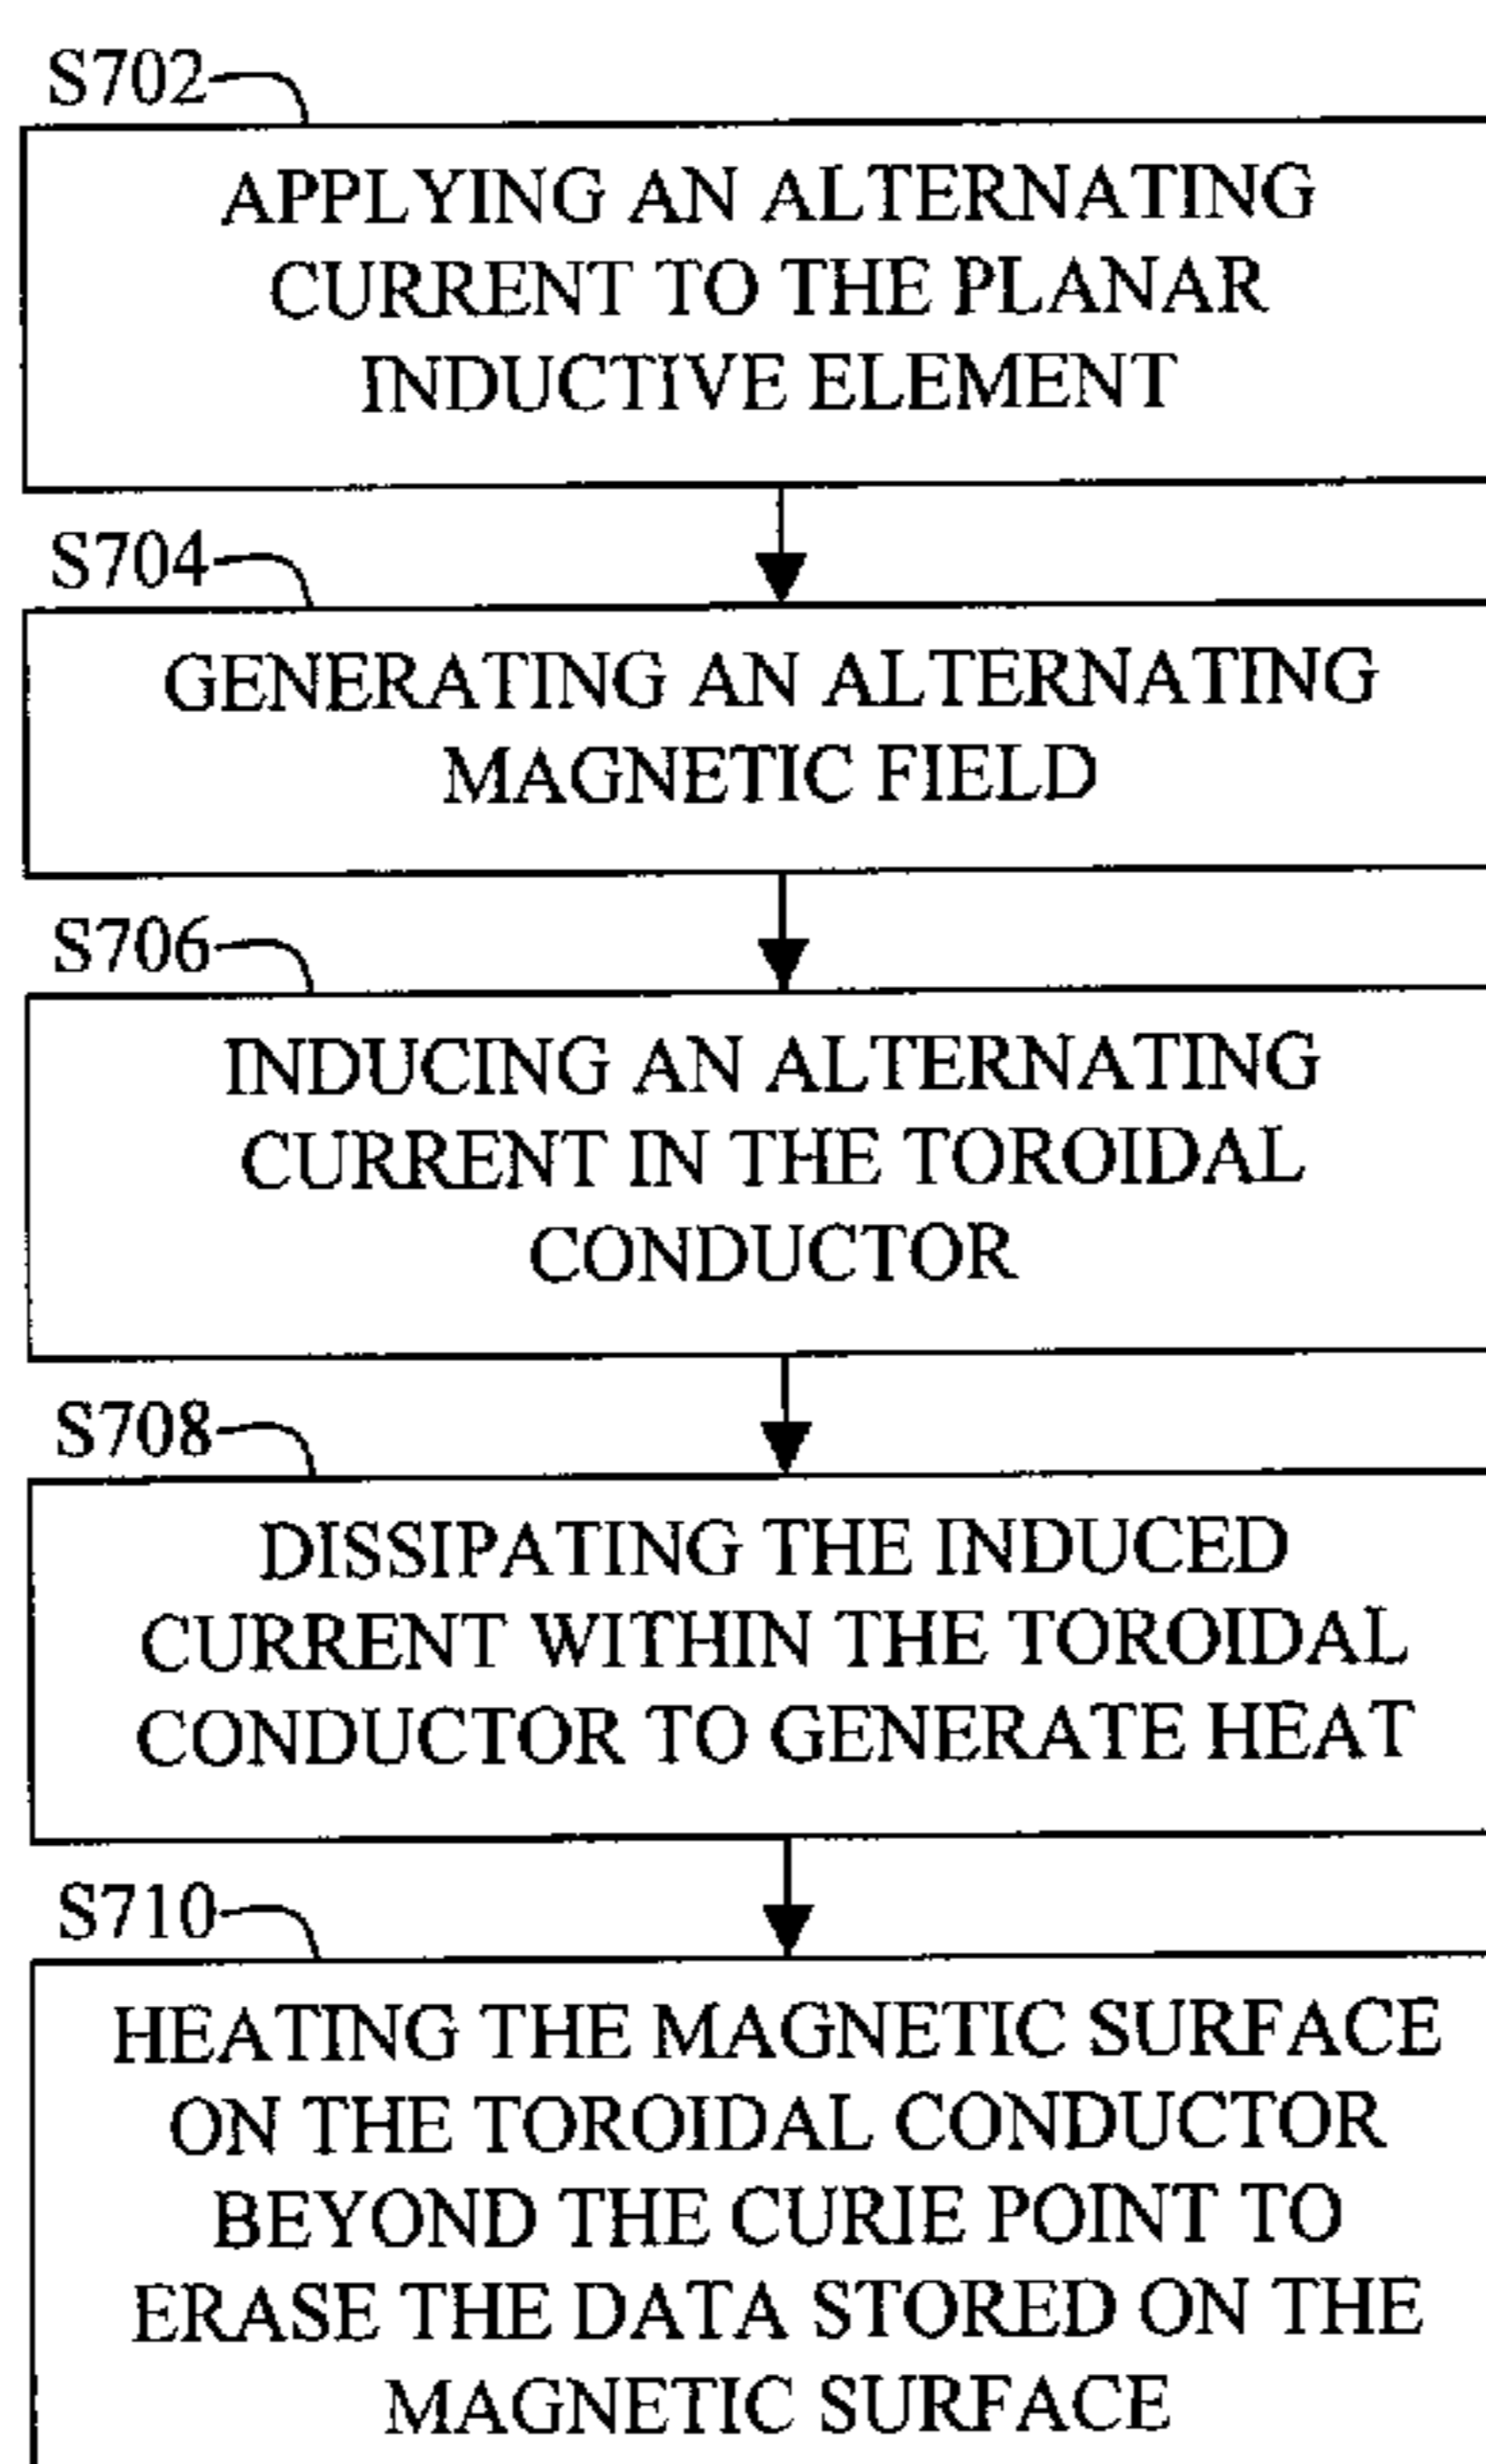 S702
APPLYING AN ALTERNATING
CURRENT TO THE PLANAR
INDUCTIVE ELEMENT
S704
GENERATING AN ALTERNATING
MAGNETIC FIELD
S706
INDUCING AN ALTERNATING
CURRENT IN THE TOROIDAL
CONDUCTOR
S708
DISSIPATING THE INDUCED
CURRENT WITHIN THE TOROIDAL
CONDUCTOR TO GENERATE HEAT
S710
HEATING THE MAGNETIC SURFACE
ON THE TOROIDAL CONDUCTOR
BEYOND THE CURIE POINT TO
ERASE THE DATA STORED ON THE
MAGNETIC SURFACE